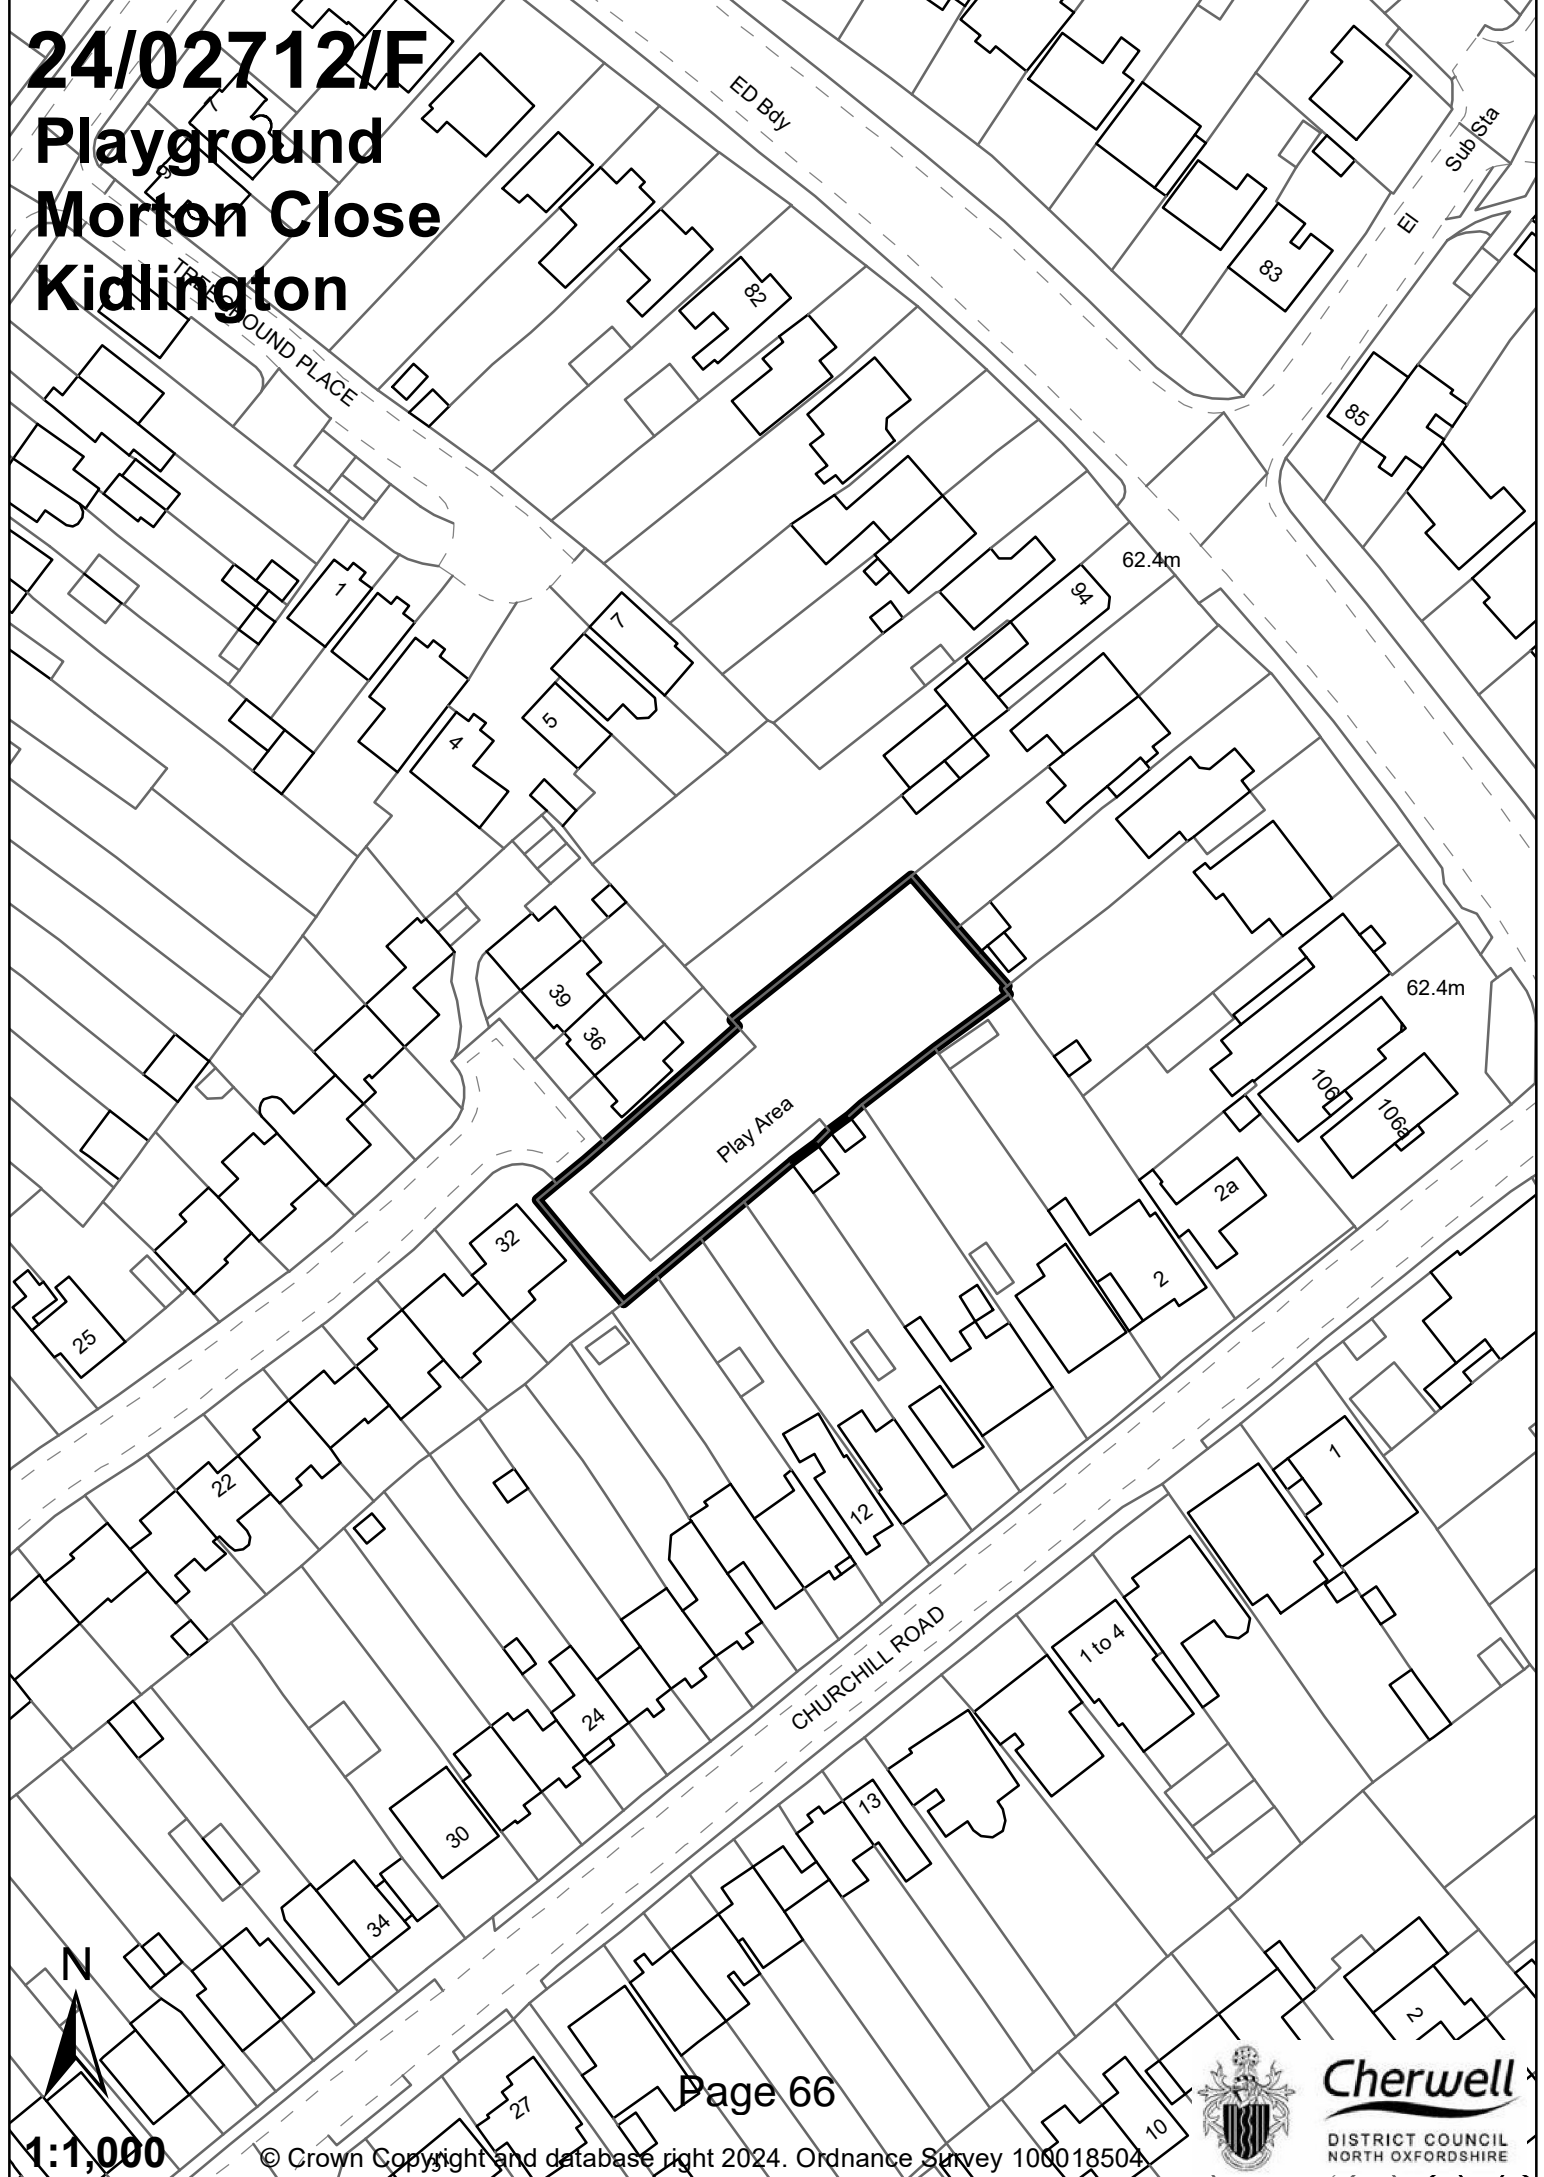 24/02712/F
Playground
Morton Close
Kidlington
ED Bdy
Sub Sta
El
83
82
85
62.4m
94
1
7
5
4
62.4m
39
36
Play Area
106
106a
2a
2
32
25
22
12
1
CHURCHILL ROAD
1 to 4
24
13
30
34
N
2
27
10
Page 66
1:1,000
© Crown Copyright and database right 2024. Ordnance Survey 100018504
Cherwell
DISTRICT COUNCIL
NORTH OXFORDSHIRE